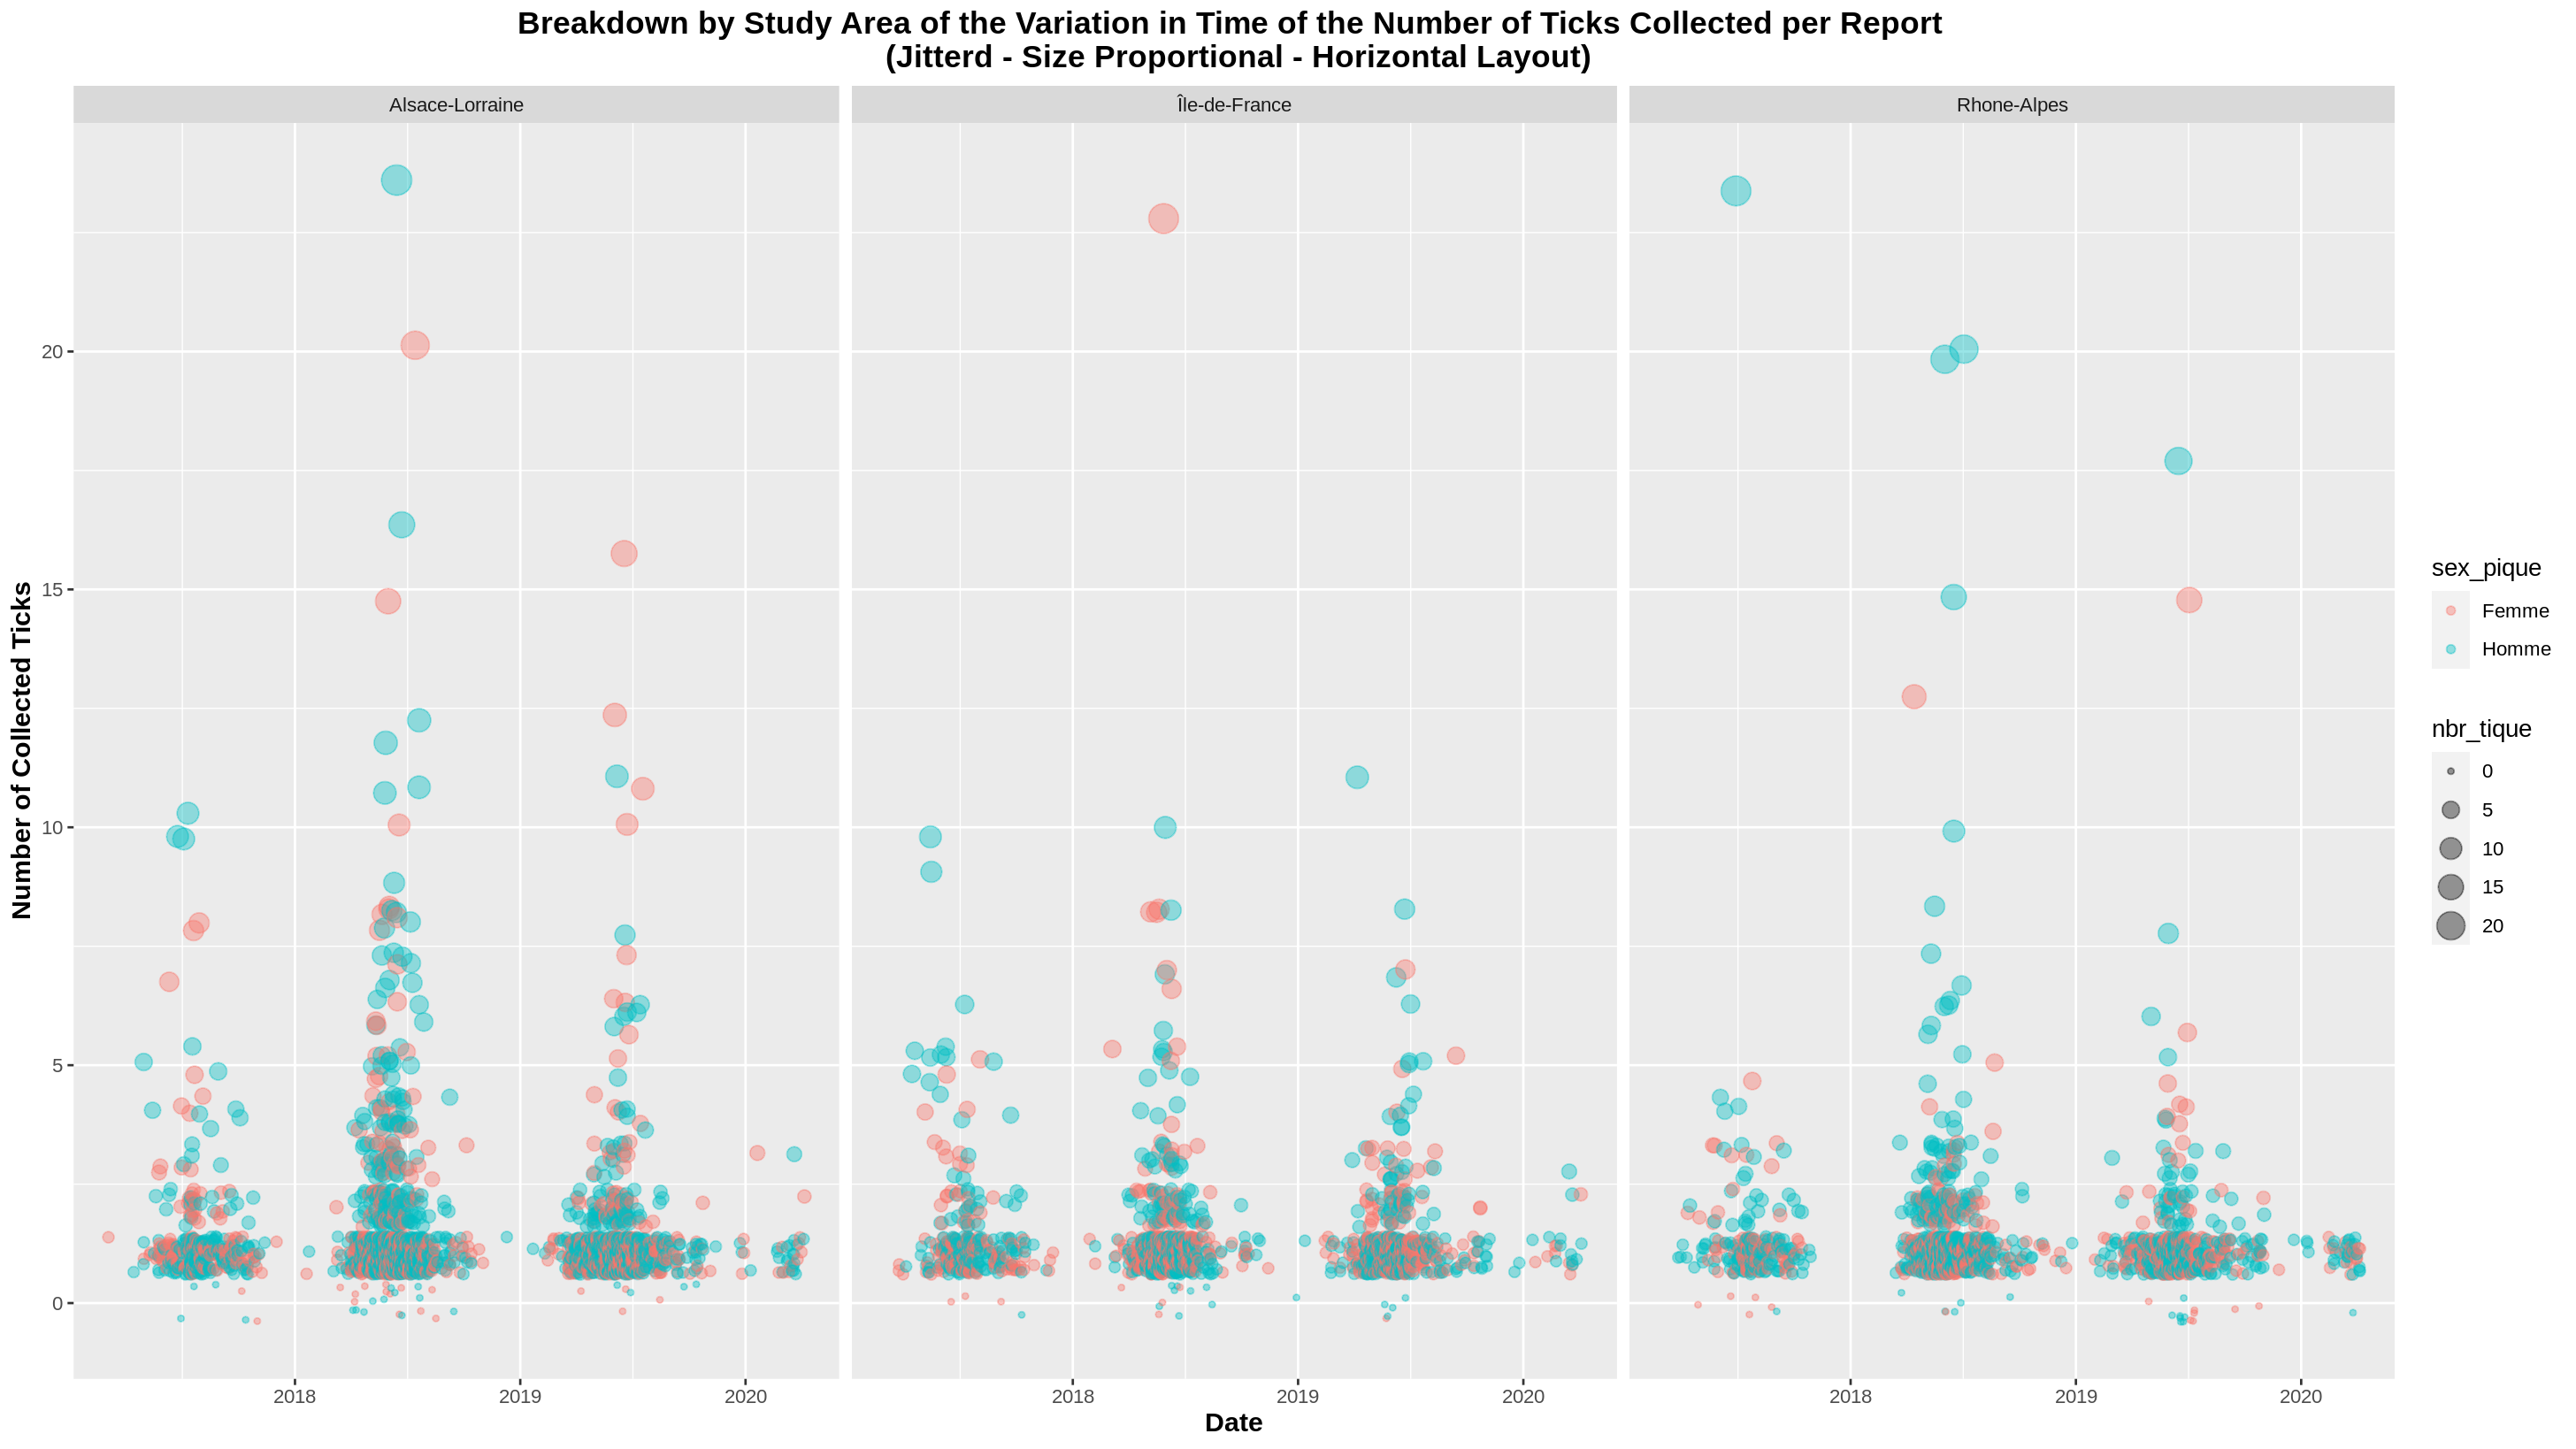 Breakdown by Study Area of the Variation in Time of the Number of Ticks Collected per Report
(Jitterd - Size Proportional - Horizontal Layout)
Alsace-Lorraine
Île-de-France
Rhone-Alpes
Number of Collected Ticks
20
15
10
5
0
2018
2019
2020
2018
2019
2020
2018
2019
2020
Date
sex_pique
Femme
Homme
nbr_tique
0
5
10
15
20